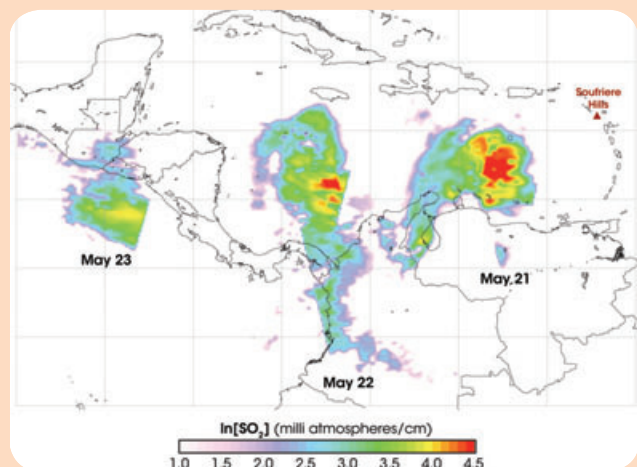 Soufriere
Hills
May 23
May 21
May 22
ln[SO₂] (milli atmospheres/cm)
1.0 1.5 2.0 2.5 3.0 3.5 4.0 4.5